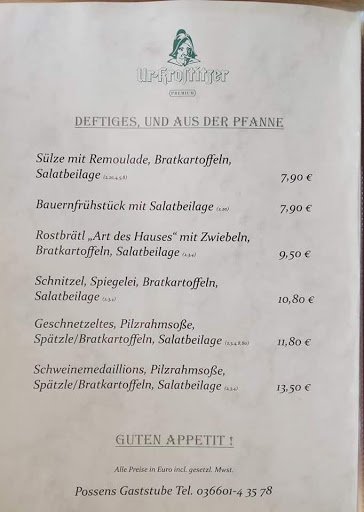 Ur-Krostitzer
PREMIUM
DEFTIGES, UND AUS DER PFANNE
Sülze mit Remoulade, Bratkartoffeln,
Salatbeilage 7,90 €
Bauernfrühstück mit Salatbeilage 7,90 €
Rostbrätl „Art des Hauses“ mit Zwiebeln,
Bratkartoffeln, Salatbeilage 9,50 €
Schnitzel, Spiegelei, Bratkartoffeln,
Salatbeilage 10,80 €
Geschnetzeltes, Pilzrahmsoße,
Spätzle/Bratkartoffeln, Salatbeilage 11,80 €
Schweinemedaillions, Pilzrahmsoße,
Spätzle/Bratkartoffeln, Salatbeilage 13,50 €
GUTEN APPETIT !
Alle Preise in Euro incl. gesetzl. Mwst.
Possens Gaststube Tel. 036601-4 35 78